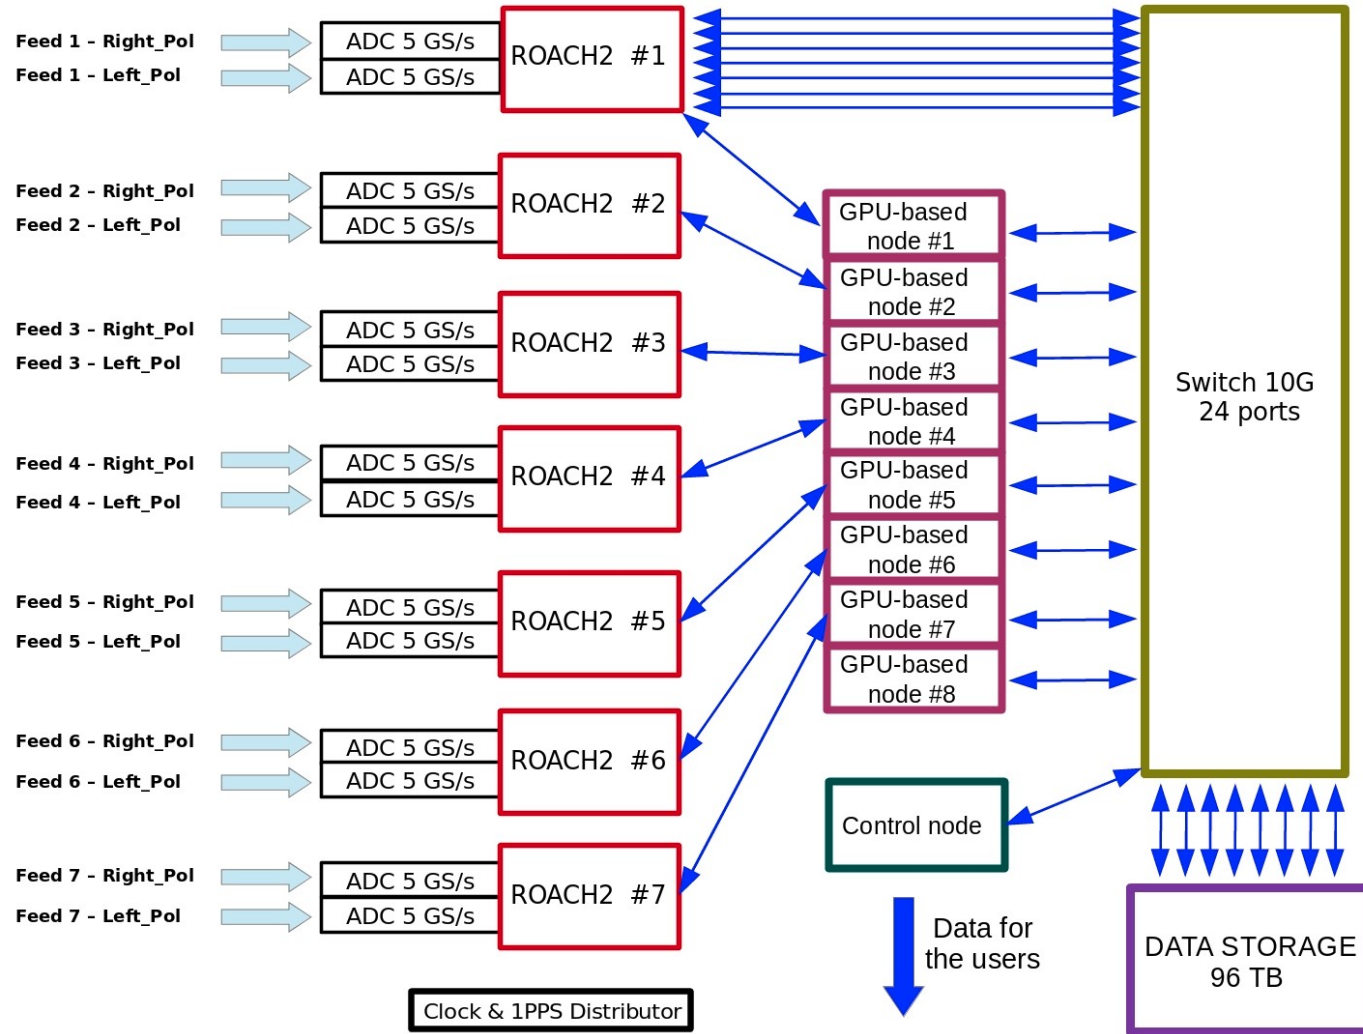 Feed 1 – Right_Pol
Feed 1 – Left_Pol
ADC 5 GS/s
ADC 5 GS/s
ROACH2 #1
Feed 2 – Right_Pol
Feed 2 – Left_Pol
ADC 5 GS/s
ADC 5 GS/s
ROACH2 #2
Feed 3 – Right_Pol
Feed 3 – Left_Pol
ADC 5 GS/s
ADC 5 GS/s
ROACH2 #3
Feed 4 – Right_Pol
Feed 4 – Left_Pol
ADC 5 GS/s
ADC 5 GS/s
ROACH2 #4
Feed 5 – Right_Pol
Feed 5 – Left_Pol
ADC 5 GS/s
ADC 5 GS/s
ROACH2 #5
Feed 6 – Right_Pol
Feed 6 – Left_Pol
ADC 5 GS/s
ADC 5 GS/s
ROACH2 #6
Feed 7 – Right_Pol
Feed 7 – Left_Pol
ADC 5 GS/s
ADC 5 GS/s
ROACH2 #7
Clock & 1PPS Distributor
GPU-based
node #1
GPU-based
node #2
GPU-based
node #3
GPU-based
node #4
GPU-based
node #5
GPU-based
node #6
GPU-based
node #7
GPU-based
node #8
Control node
Data for
the users
Switch 10G
24 ports
DATA STORAGE
96 TB